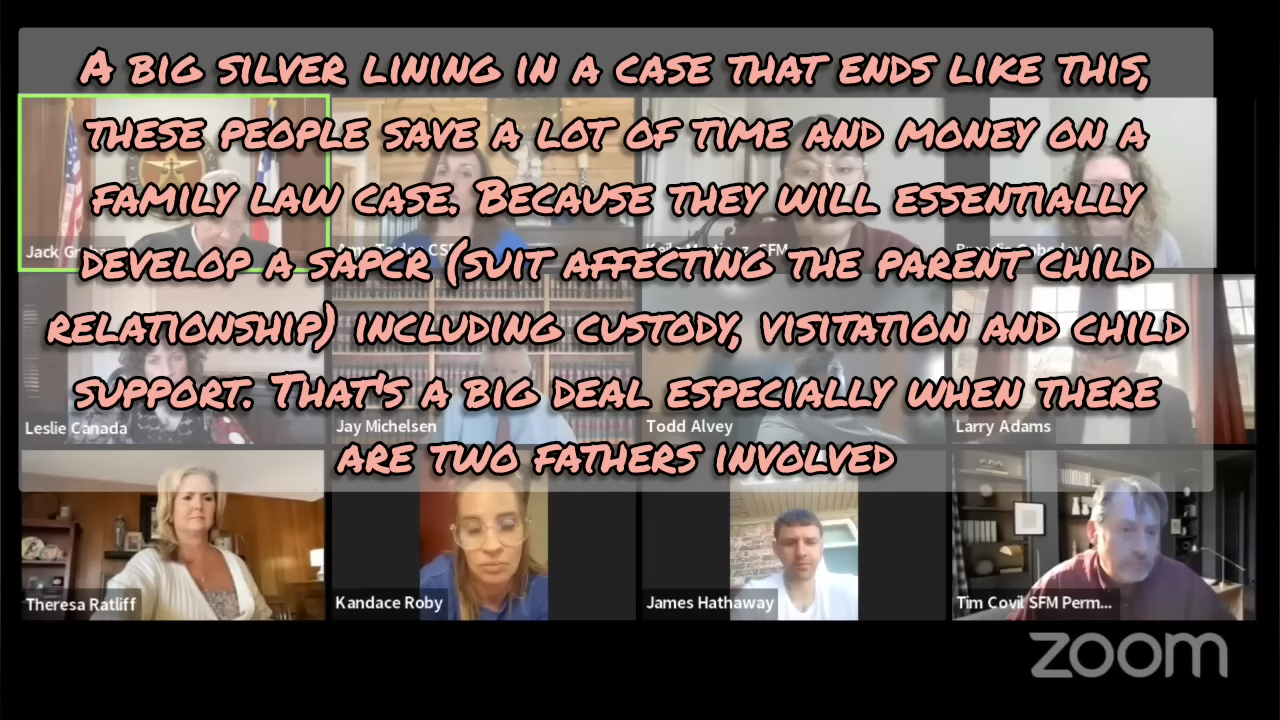 A BIG SILVER LINING IN A CASE THAT ENDS LIKE THIS,
THESE PEOPLE SAVE A LOT OF TIME AND MONEY ON A
FAMILY LAW CASE. BECAUSE THEY WILL ESSENTIALLY
DEVELOP A SAPCR (SUIT AFFECTING THE PARENT CHILD
RELATIONSHIP) INCLUDING CUSTODY, VISITATION AND CHILD
SUPPORT. THAT'S A BIG DEAL ESPECIALLY WHEN THERE
ARE TWO FATHERS INVOLVED
Jack
Leslie Canada
Jay Michelsen
Todd Alvey
Larry Adams
Theresa Ratliff
Kandace Roby
James Hathaway
Tim Covil SFM Perm...
zoom